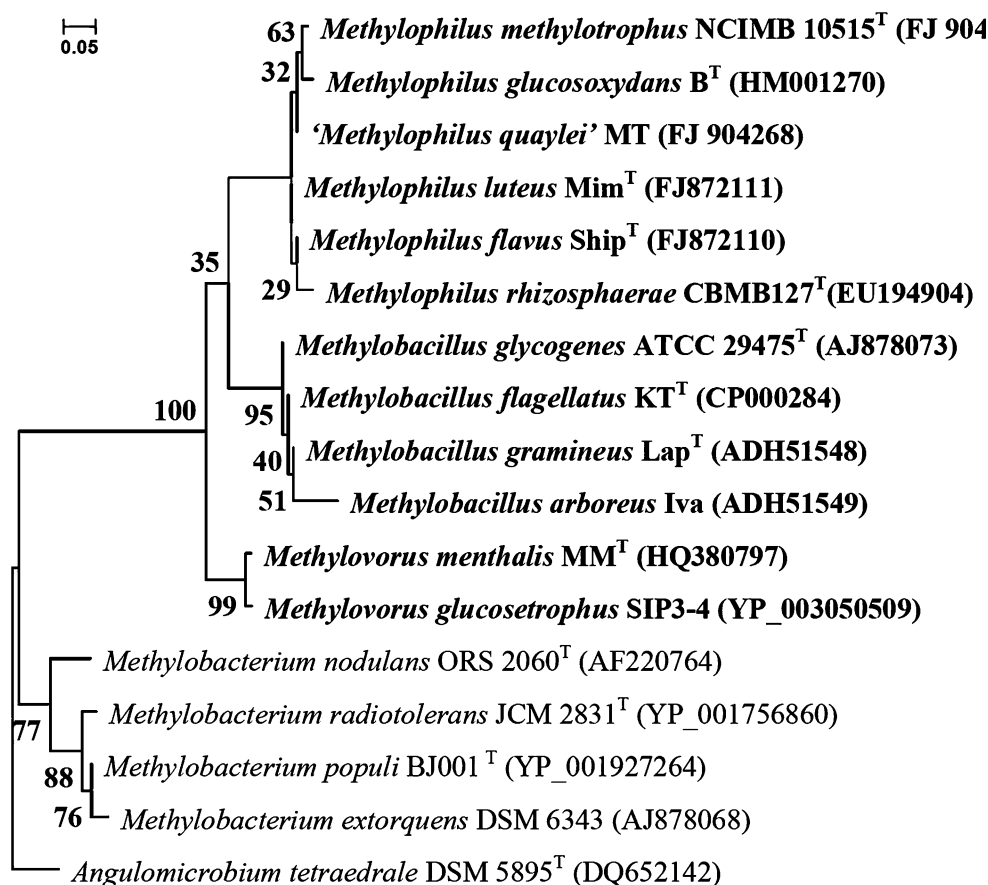 0.05
63
Methylophilus methylotrophus NCIMB 10515T (FJ 904
32
Methylophilus glucosoxydans BT (HM001270)
‘Methylophilus quaylei’ MT (FJ 904268)
Methylophilus luteus MimT (FJ872111)
Methylophilus flavus ShipT (FJ872110)
35
29
Methylophilus rhizosphaerae CBMB127T(EU194904)
Methylobacillus glycogenes ATCC 29475T (AJ878073)
Methylobacillus flagellatus KTT (CP000284)
100
95
Methylobacillus gramineus LapT (ADH51548)
40
51
Methylobacillus arboreus Iva (ADH51549)
Methylovorus menthalis MMT (HQ380797)
99
Methylovorus glucosetrophus SIP3-4 (YP_003050509)
Methylobacterium nodulans ORS 2060T (AF220764)
Methylobacterium radiotolerans JCM 2831T (YP_001756860)
77
Methylobacterium populi BJ001 T (YP_001927264)
88
76
Methylobacterium extorquens DSM 6343 (AJ878068)
Angulomicrobium tetraedrale DSM 5895T (DQ652142)